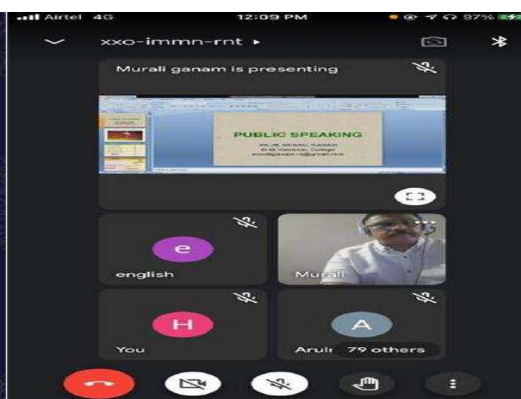 Airtel 4G 12:09 PM 97%
xxo-immn-rnt
Murali ganam is presenting
PUBLIC SPEAKING
e
english
Murali
H
You
A
79 others